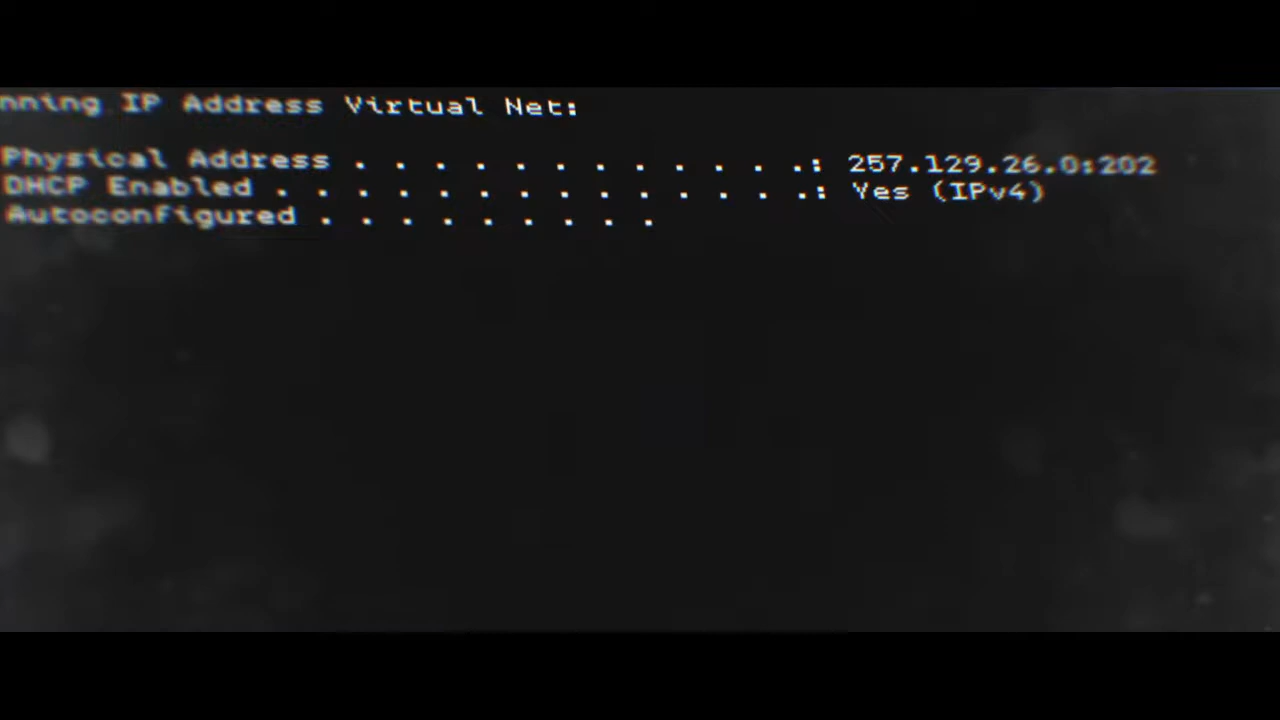 nning IP Address Virtual Net:
Physical Address . . . . . . . . . . . .: 257.129.26.0:202
DHCP Enabled . . . . . . . . . . . . . .: Yes (IPv4)
Autoconfigured . . . . . . . . .